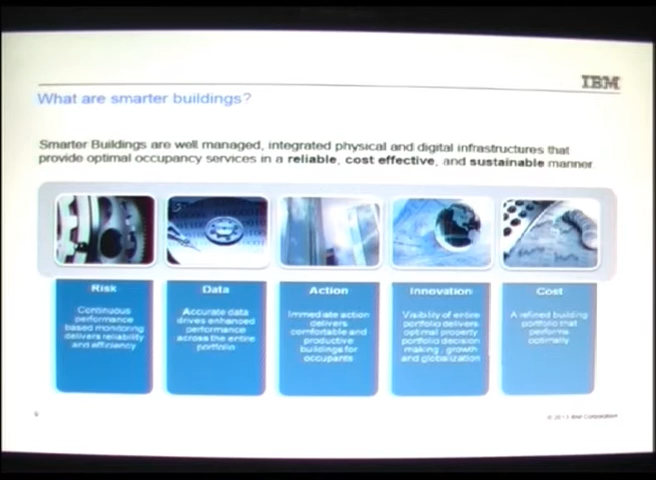 IBM
What are smarter buildings?
Smarter Buildings are well managed, integrated physical and digital infrastructures that
provide optimal occupancy services in a reliable, cost effective, and sustainable manner.
Risk
Continuous
performance
based monitoring
delivers reliability
and efficiency
Data
Accurate data
drives enhanced
performance
across the entire
portfolio
Action
Immediate action
delivers
comfortable and
productive
buildings for
occupants
Innovation
Visibility of entire
portfolio delivers
optimal property
portfolio decision
making, growth
and globalization
Cost
A refined building
portfolio that
performs
optimally
IBM Corporation